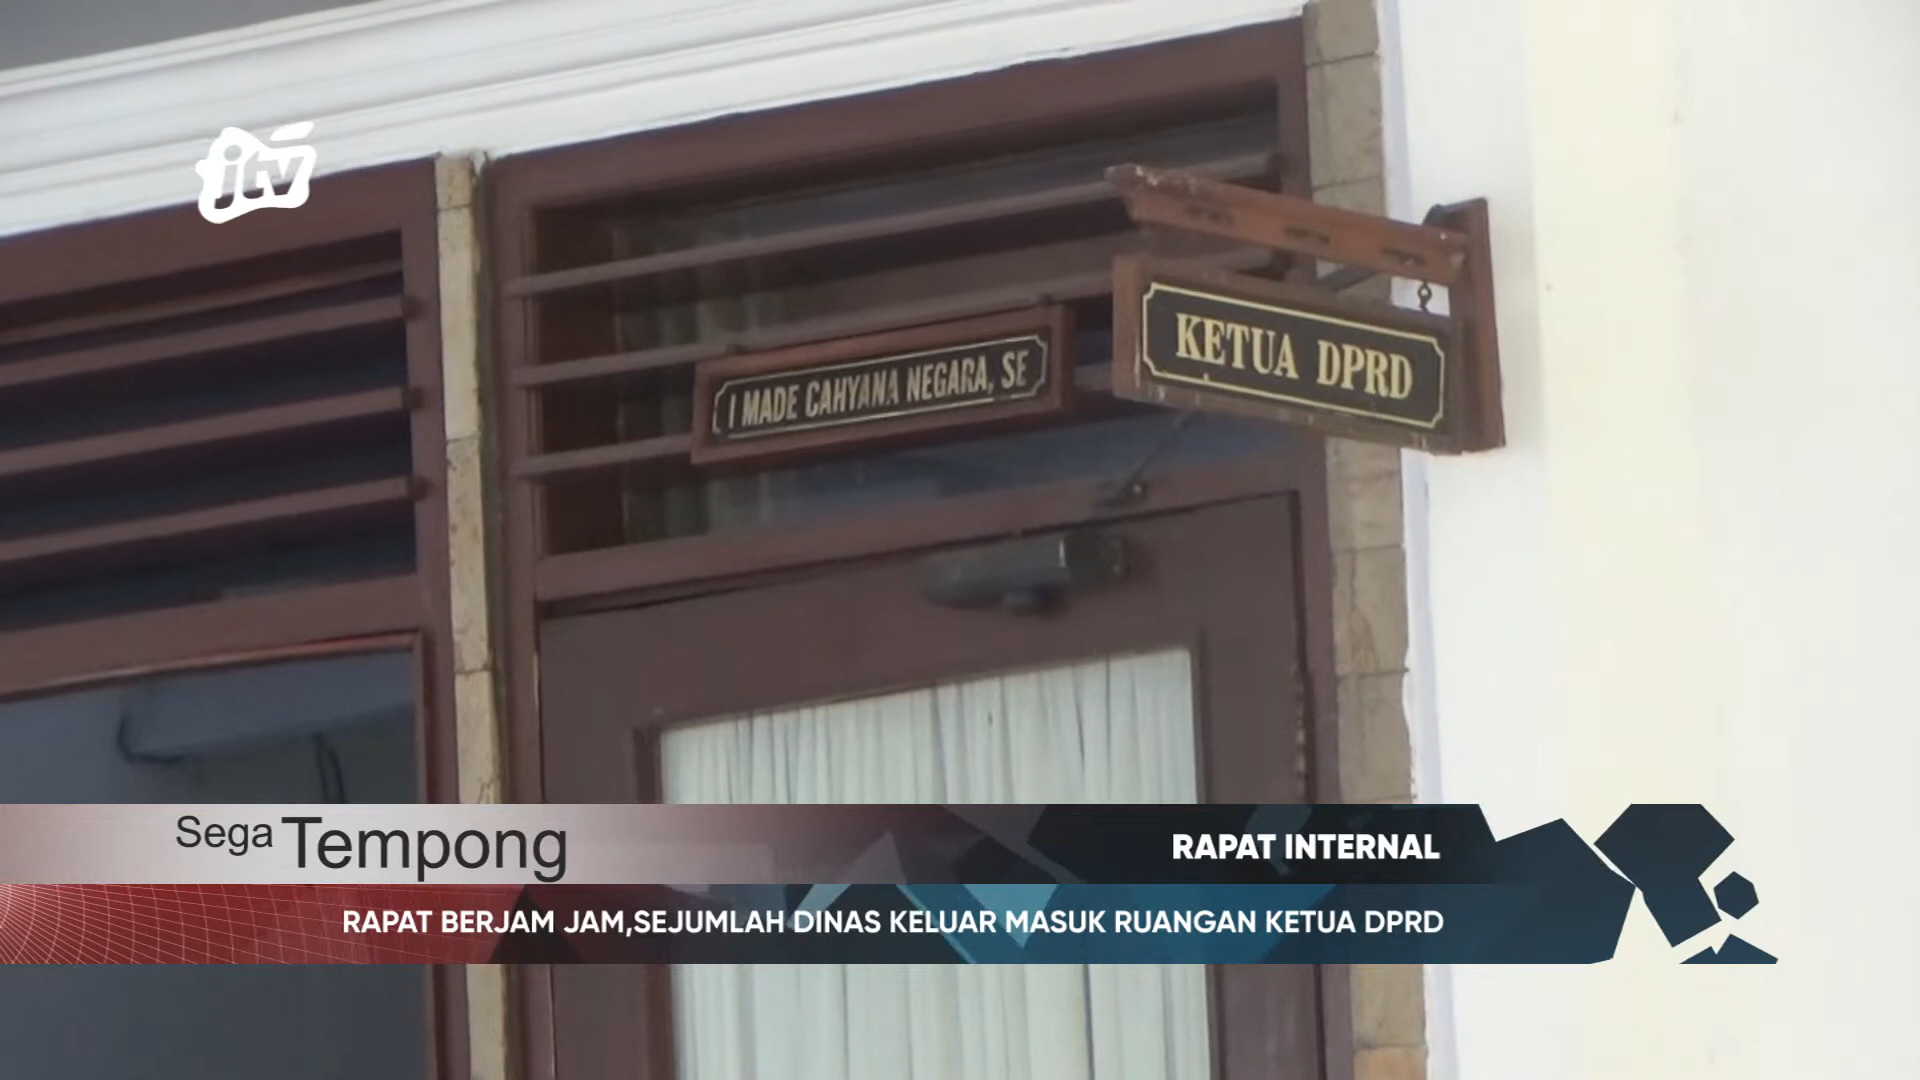 itv
I MADE CAHYANA NEGARA, SE
KETUA DPRD
Sega Tempong
RAPAT INTERNAL
RAPAT BERJAM JAM,SEJUMLAH DINAS KELUAR MASUK RUANGAN KETUA DPRD